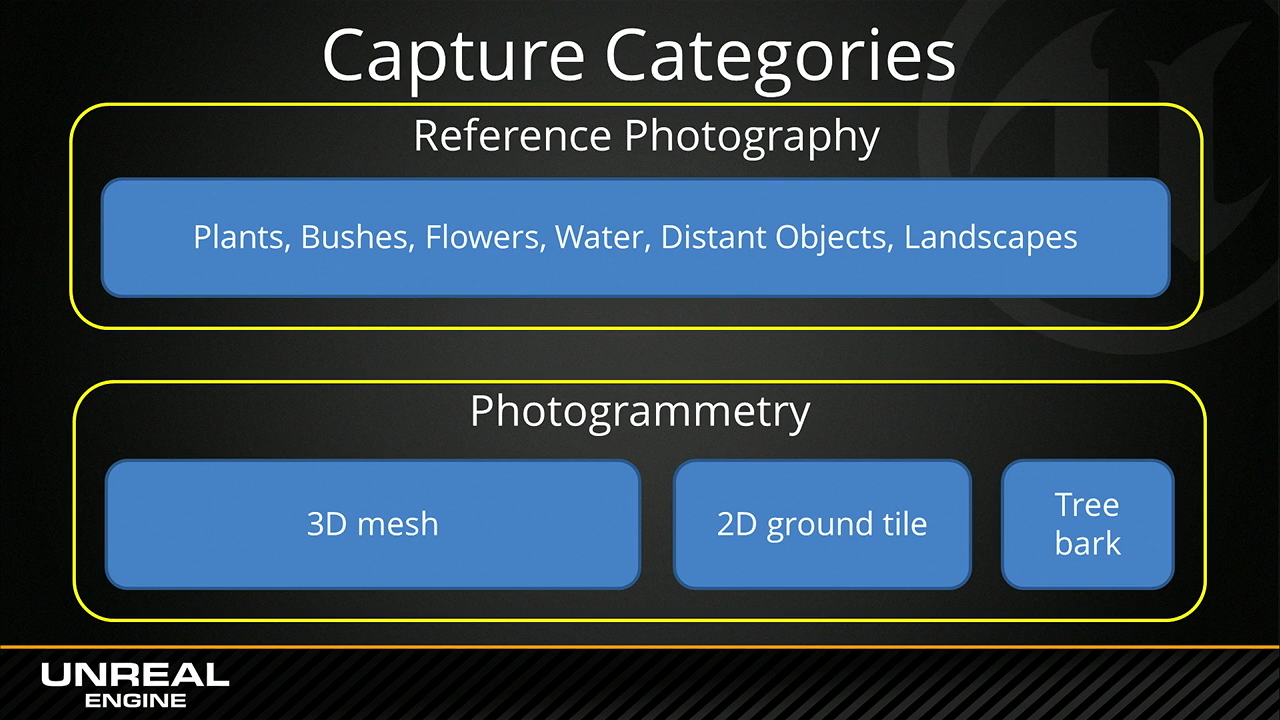 Capture Categories
Reference Photography
Plants, Bushes, Flowers, Water, Distant Objects, Landscapes
Photogrammetry
3D mesh
2D ground tile
Tree
bark
UNREAL
ENGINE